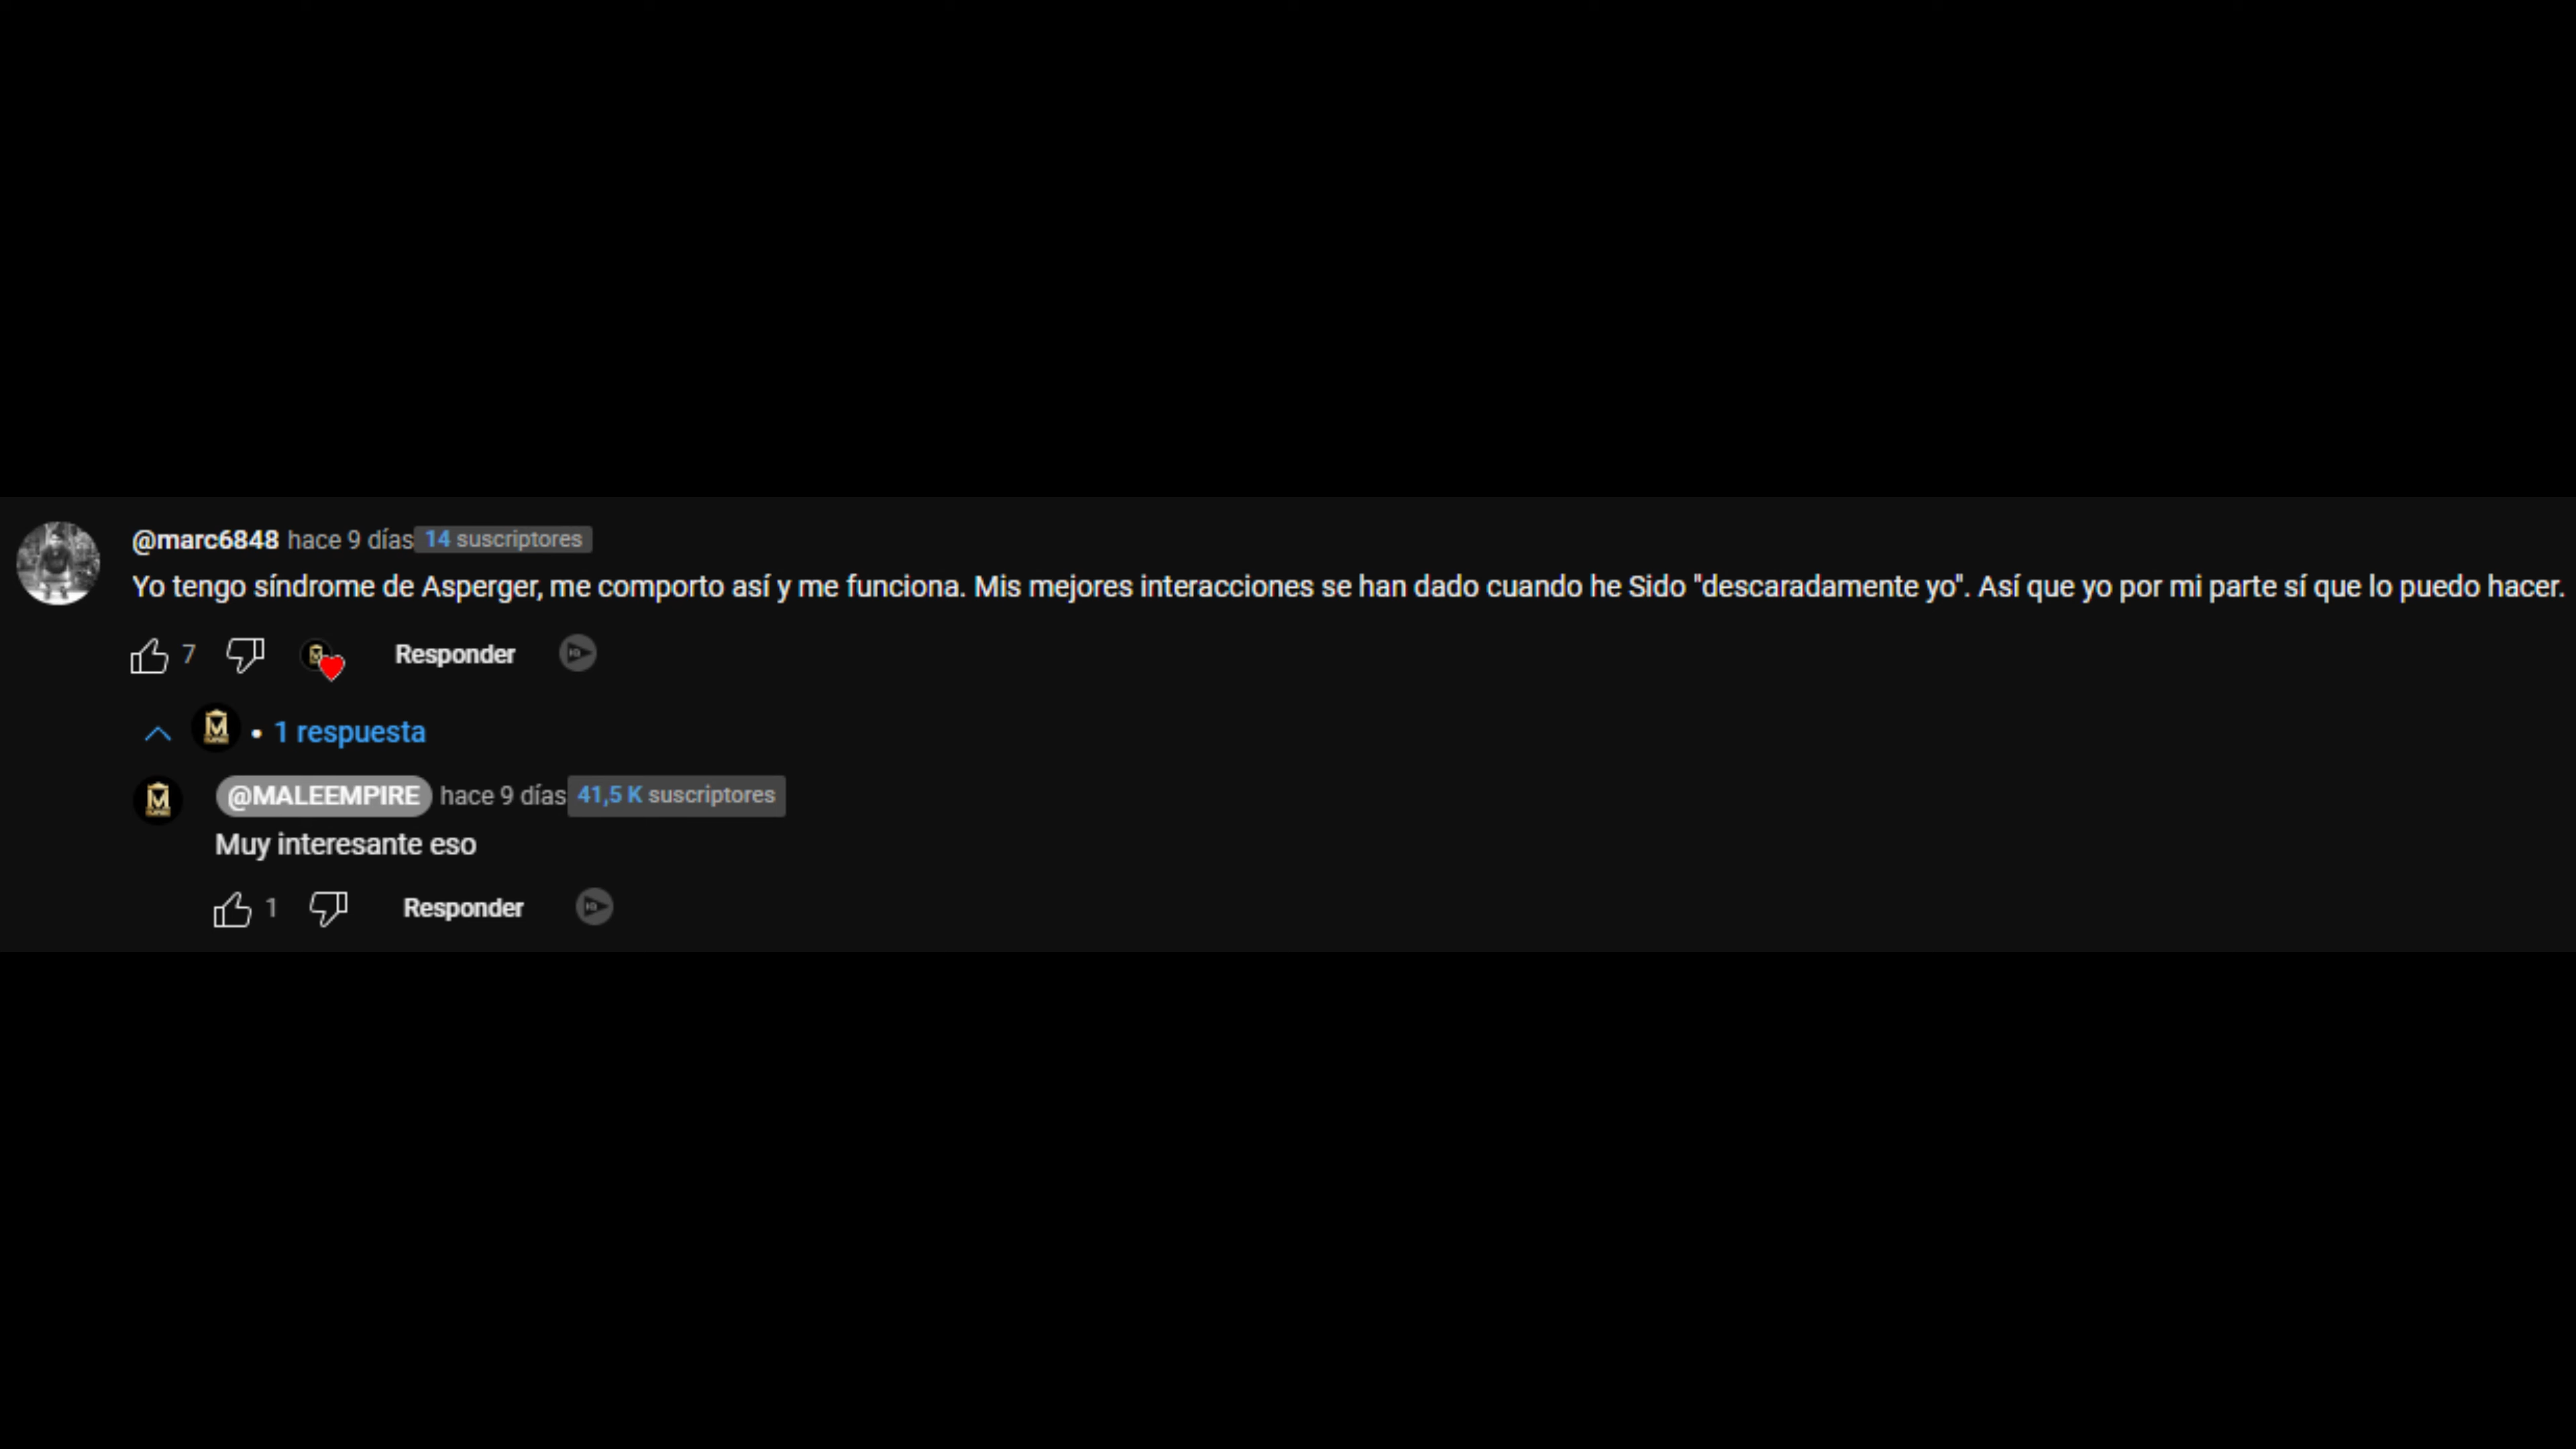 @marc6848 hace 9 días 14 suscriptores
Yo tengo síndrome de Asperger, me comporto así y me funciona. Mis mejores interacciones se han dado cuando he Sido "descaradamente yo". Así que yo por mi parte sí que lo puedo hacer.
7 Responder
• 1 respuesta
@MALEEMPIRE hace 9 días 41,5 K suscriptores
Muy interesante eso
1 Responder